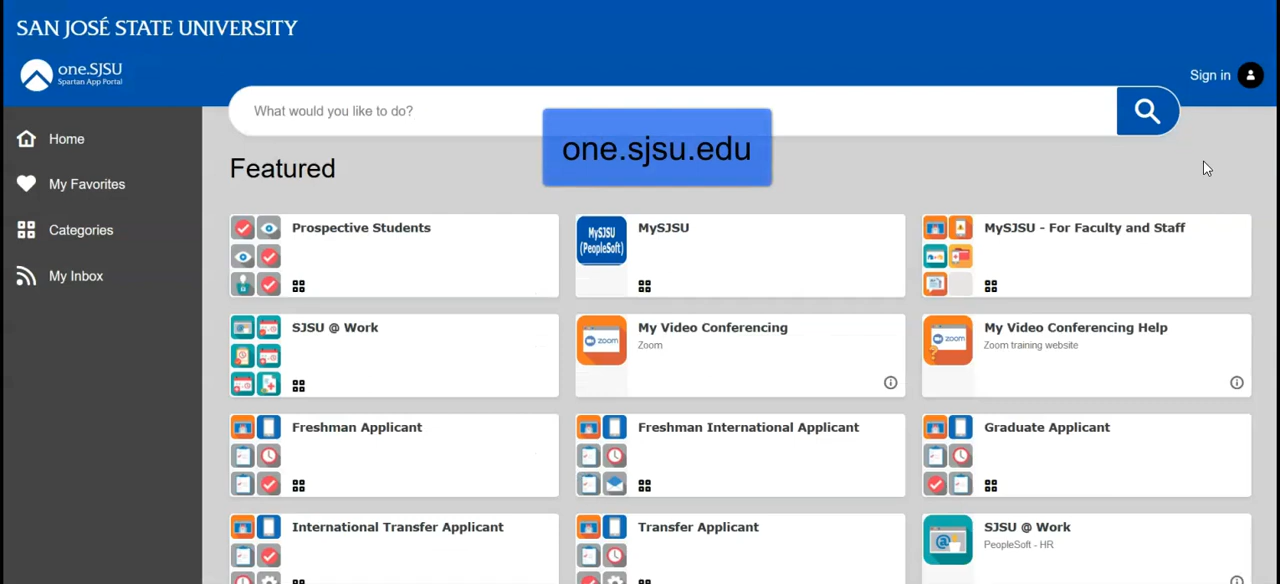 SAN JOSÉ STATE UNIVERSITY
one.SJSU
Spartan App Portal
Sign in
What would you like to do?
one.sjsu.edu
Home
My Favorites
Categories
My Inbox
Featured
Prospective Students
MySJSU
(PeopleSoft)
MySJSU
MySJSU - For Faculty and Staff
SJSU @ Work
zoom
My Video Conferencing
Zoom
zoom
My Video Conferencing Help
Zoom training website
Freshman Applicant
Freshman International Applicant
Graduate Applicant
International Transfer Applicant
Transfer Applicant
SJSU @ Work
PeopleSoft - HR